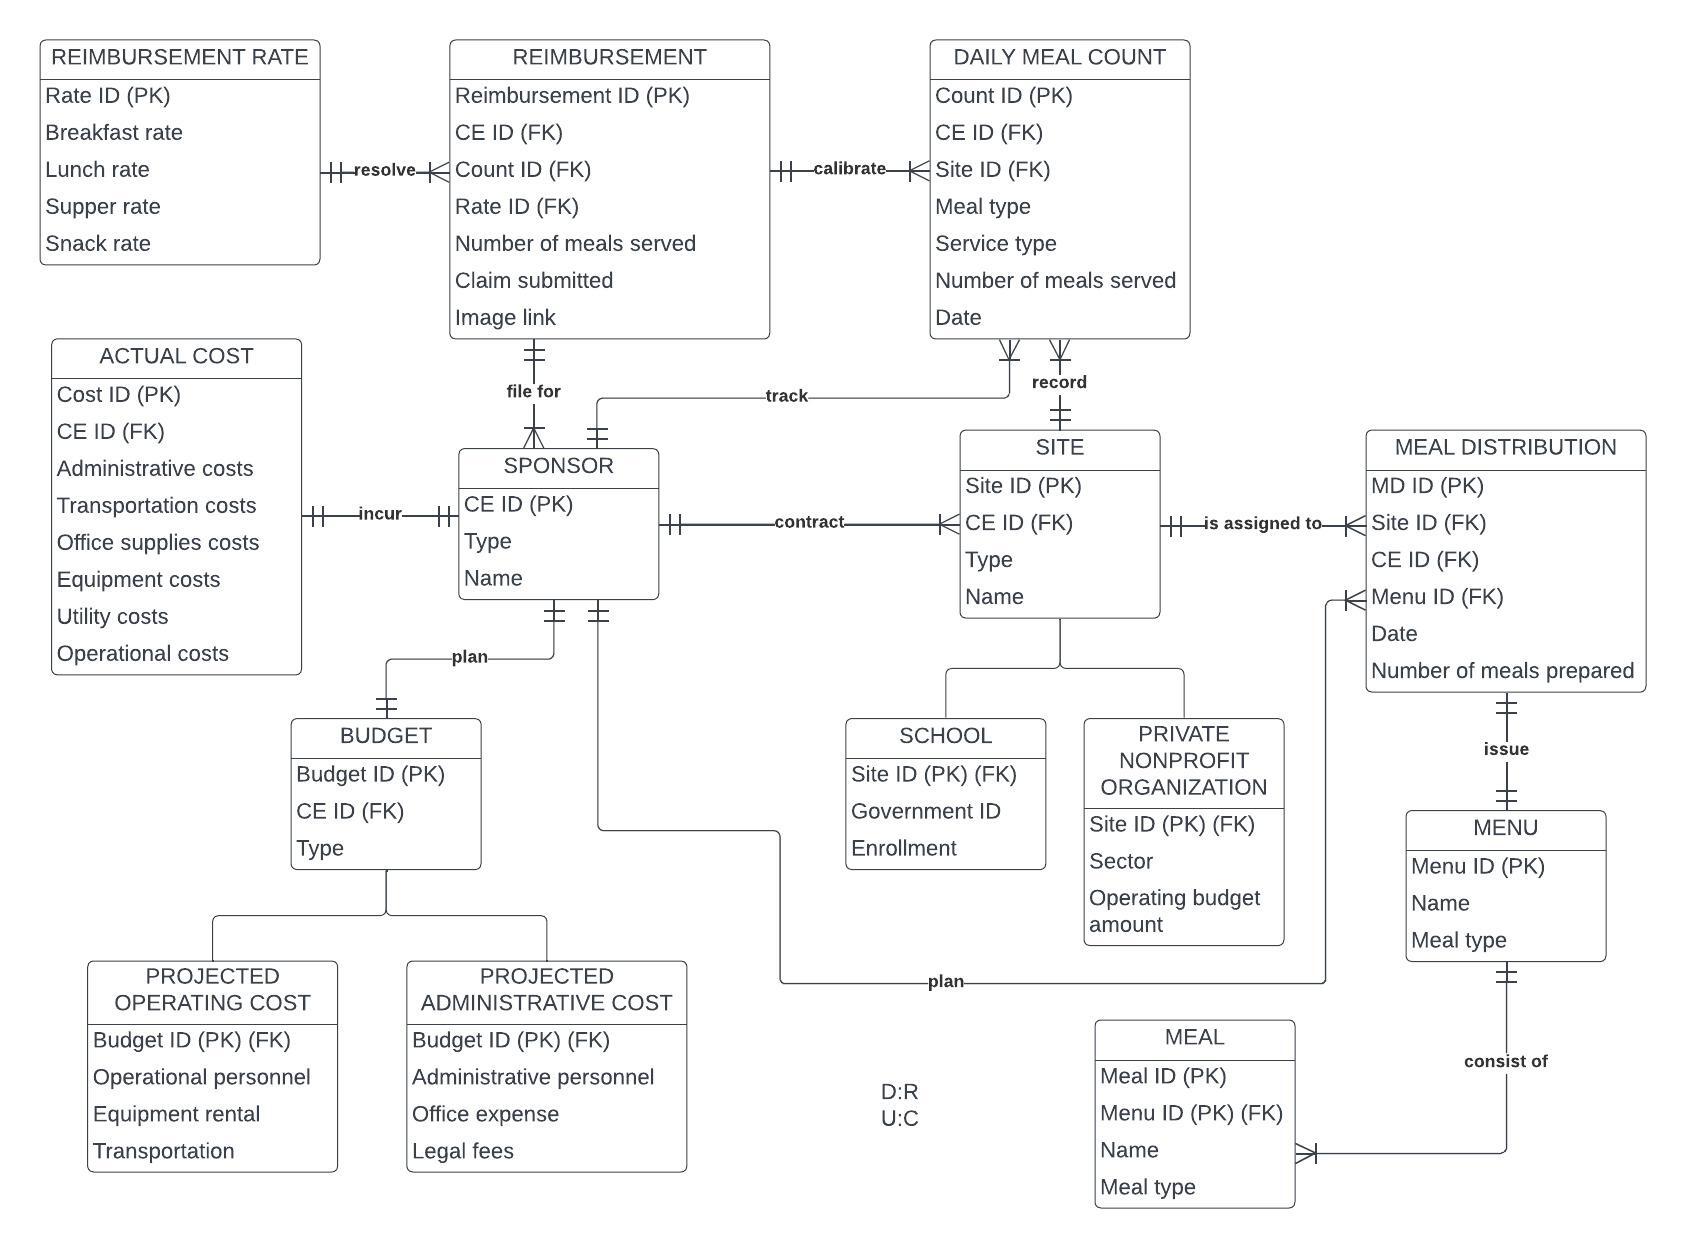 REIMBURSEMENT RATE
Rate ID (PK)
Breakfast rate
Lunch rate
Supper rate
Snack rate
resolve
REIMBURSEMENT
Reimbursement ID (PK)
CE ID (FK)
Count ID (FK)
Rate ID (FK)
Number of meals served
Claim submitted
Image link
calibrate
DAILY MEAL COUNT
Count ID (PK)
CE ID (FK)
Site ID (FK)
Meal type
Service type
Number of meals served
Date
file for
track
record
ACTUAL COST
Cost ID (PK)
CE ID (FK)
Administrative costs
Transportation costs
Office supplies costs
Equipment costs
Utility costs
Operational costs
incur
SPONSOR
CE ID (PK)
Type
Name
contract
SITE
Site ID (PK)
CE ID (FK)
Type
Name
is assigned to
MEAL DISTRIBUTION
MD ID (PK)
Site ID (FK)
CE ID (FK)
Menu ID (FK)
Date
Number of meals prepared
plan
issue
BUDGET
Budget ID (PK)
CE ID (FK)
Type
SCHOOL
Site ID (PK) (FK)
Government ID
Enrollment
PRIVATE
NONPROFIT
ORGANIZATION
Site ID (PK) (FK)
Sector
Operating budget
amount
MENU
Menu ID (PK)
Name
Meal type
plan
PROJECTED
OPERATING COST
Budget ID (PK) (FK)
Operational personnel
Equipment rental
Transportation
PROJECTED
ADMINISTRATIVE COST
Budget ID (PK) (FK)
Administrative personnel
Office expense
Legal fees
D:R
U:C
MEAL
Meal ID (PK)
Menu ID (PK) (FK)
Name
Meal type
consist of